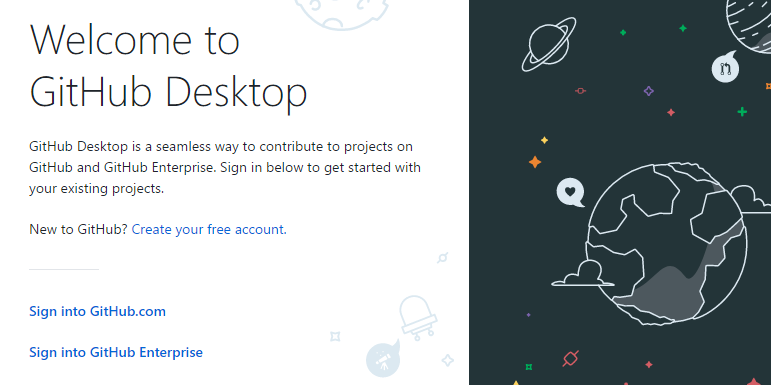 Welcome to
GitHub Desktop
GitHub Desktop is a seamless way to contribute to projects on
GitHub and GitHub Enterprise. Sign in below to get started with
your existing projects.
New to GitHub? Create your free account.
Sign into GitHub.com
Sign into GitHub Enterprise